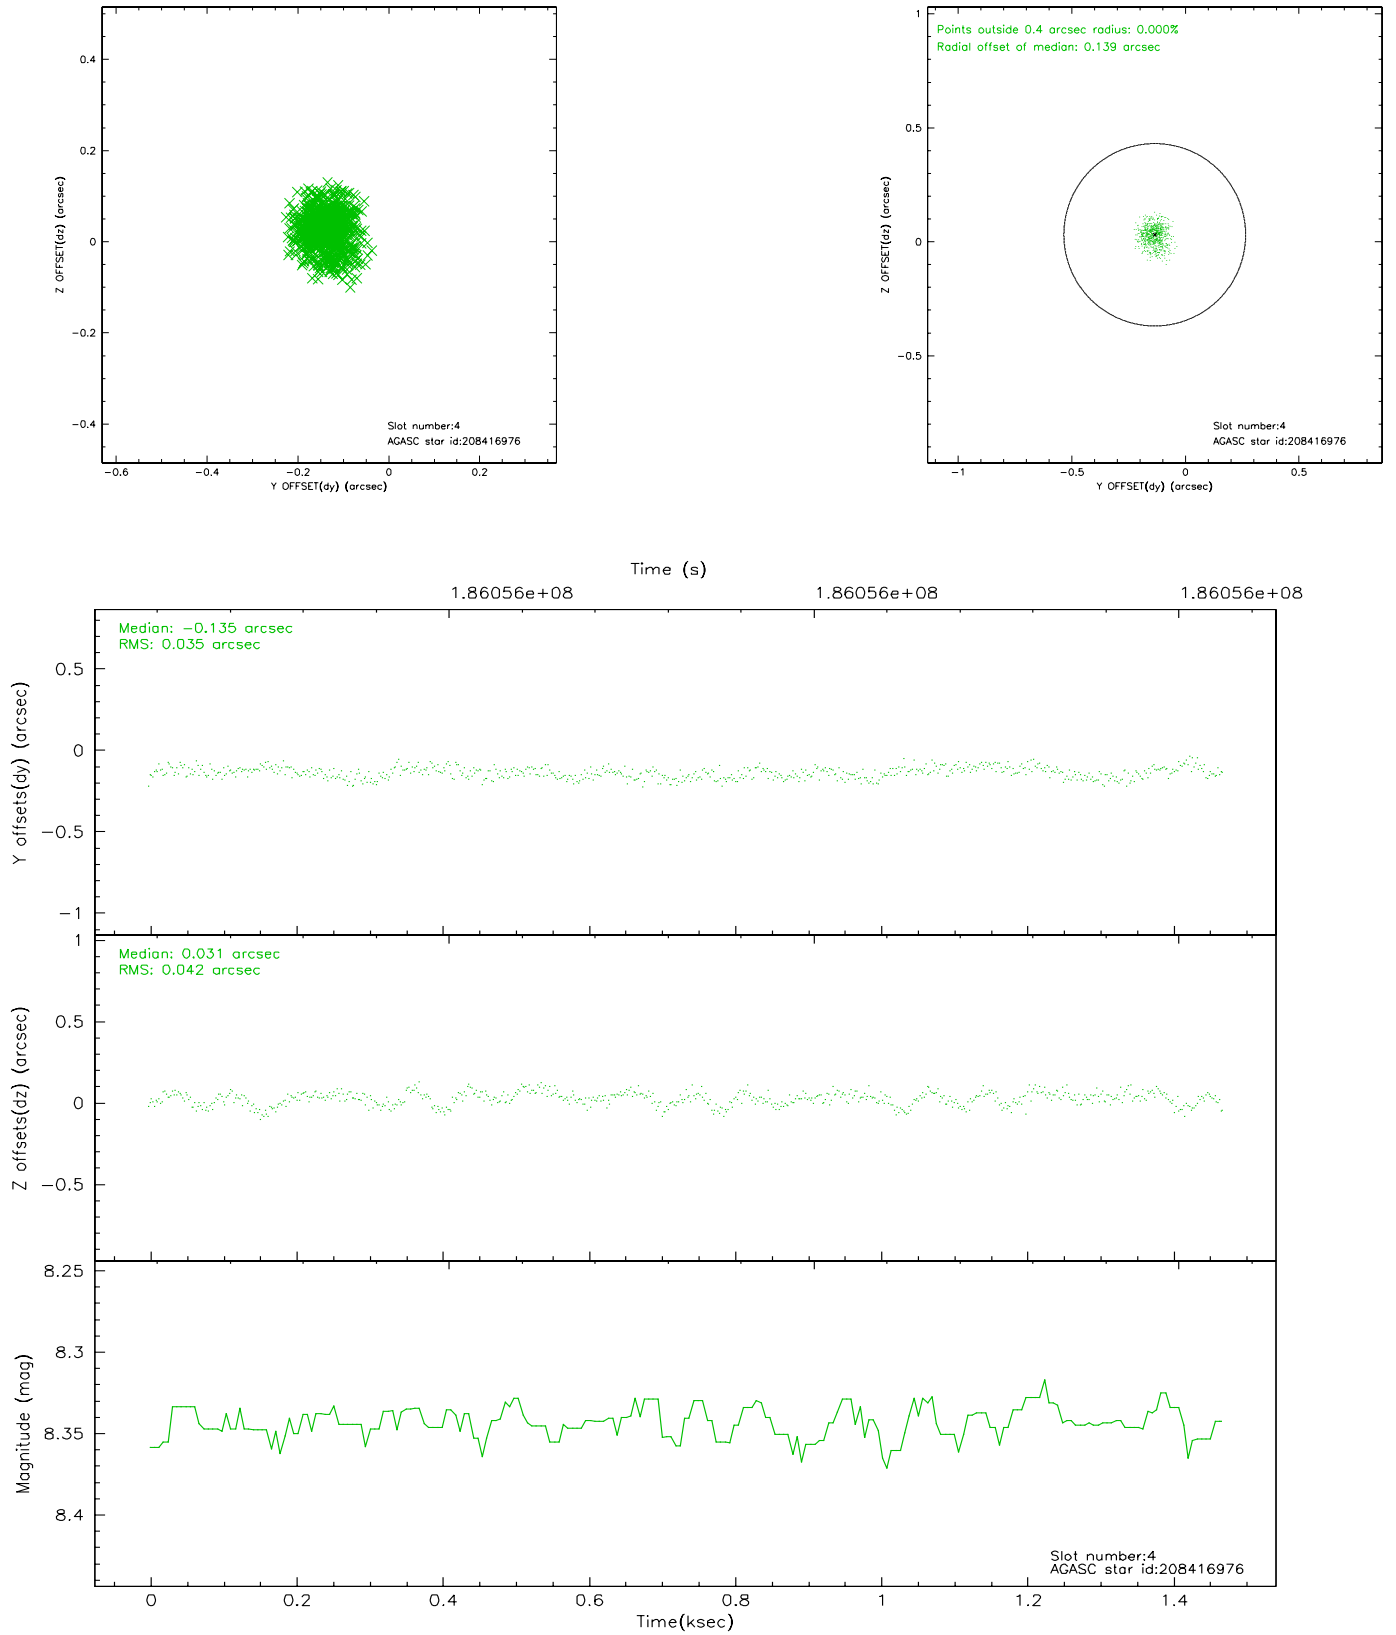 0.4
0.2
0
−0.2
−0.4
Z OFFSET(dz) (arcsec)
Slot number:4
AGASC star id:208416976
−0.6 −0.4 −0.2 0 0.2
Y OFFSET(dy) (arcsec)
Points outside 0.4 arcsec radius: 0.000%
Radial offset of median: 0.139 arcsec
1
0.5
0
−0.5
Z OFFSET(dz) (arcsec)
Slot number:4
AGASC star id:208416976
−1 −0.5 0 0.5
Y OFFSET(dy) (arcsec)
Time (s)
1.86056e+08 1.86056e+08 1.86056e+08
Median: −0.135 arcsec
RMS: 0.035 arcsec
0.5
0
−0.5
−1
Y offsets(dy) (arcsec)
Median: 0.031 arcsec
RMS: 0.042 arcsec
1
0.5
0
−0.5
Z offsets(dz) (arcsec)
8.25
8.3
8.35
8.4
Magnitude (mag)
Slot number:4
AGASC star id:208416976
0 0.2 0.4 0.6 0.8 1 1.2 1.4
Time(ksec)